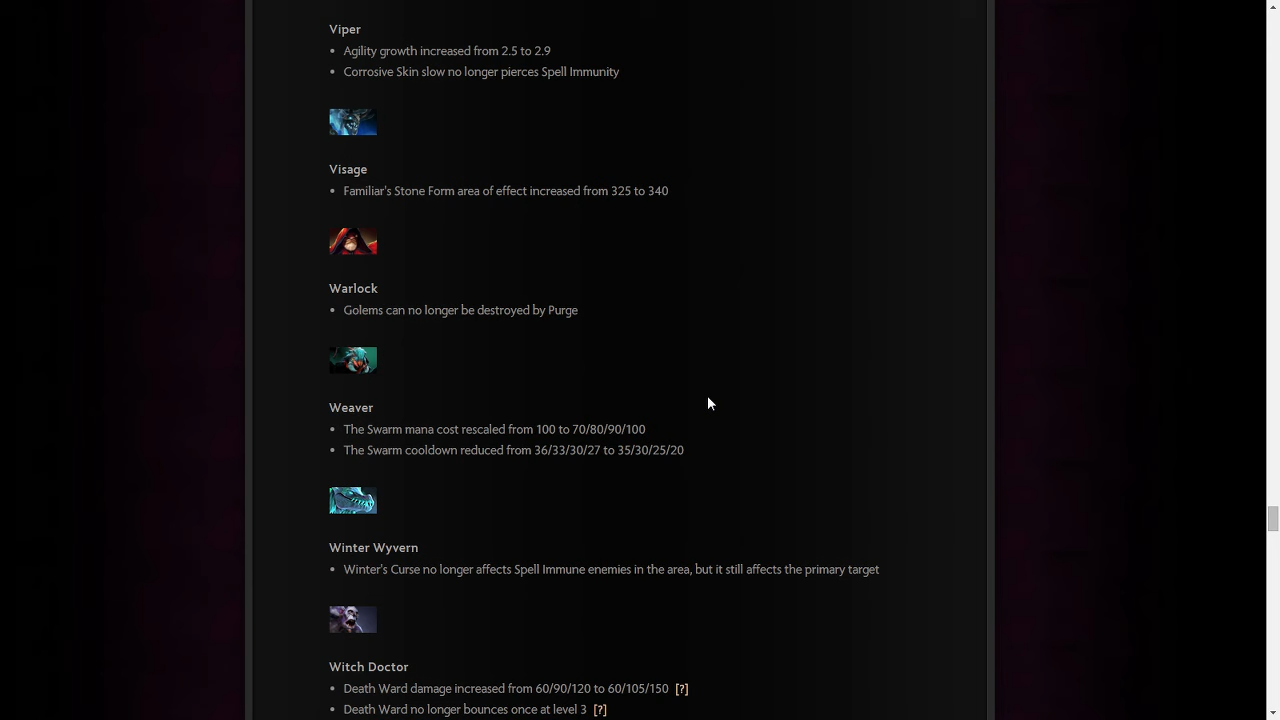 Viper
• Agility growth increased from 2.5 to 2.9
• Corrosive Skin slow no longer pierces Spell Immunity
Visage
• Familiar's Stone Form area of effect increased from 325 to 340
Warlock
• Golems can no longer be destroyed by Purge
Weaver
• The Swarm mana cost rescaled from 100 to 70/80/90/100
• The Swarm cooldown reduced from 36/33/30/27 to 35/30/25/20
Winter Wyvern
• Winter's Curse no longer affects Spell Immune enemies in the area, but it still affects the primary target
Witch Doctor
• Death Ward damage increased from 60/90/120 to 60/105/150 [?]
• Death Ward no longer bounces once at level 3 [?]